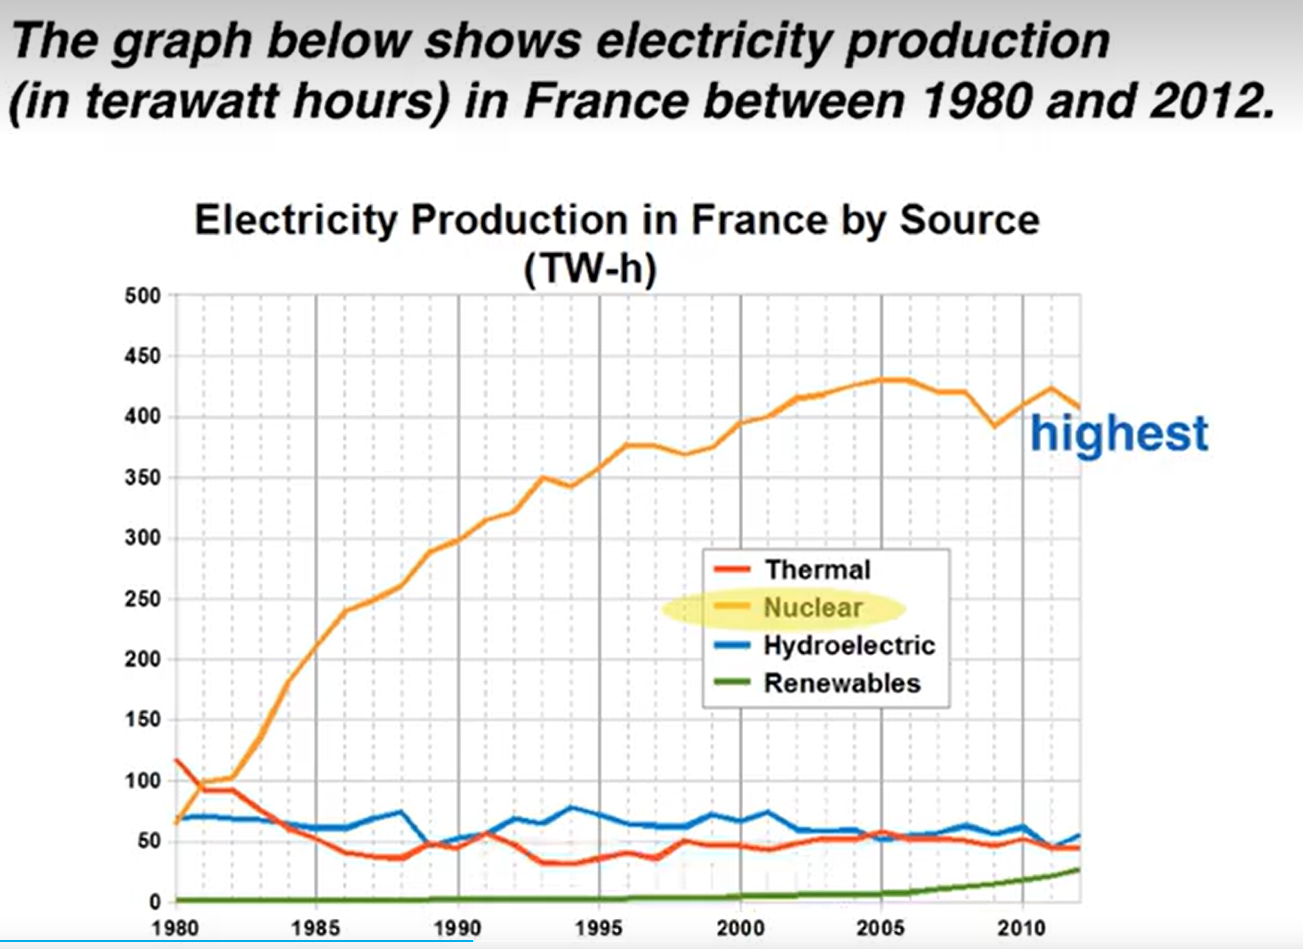 The graph below shows electricity production
(in terawatt hours) in France between 1980 and 2012.
Electricity Production in France by Source
(TW-h)
500
450
400
highest
350
300
Thermal
250
Nuclear
200
Hydroelectric
Renewables
150
100
50
0
1980 1985 1990 1995 2000 2005 2010